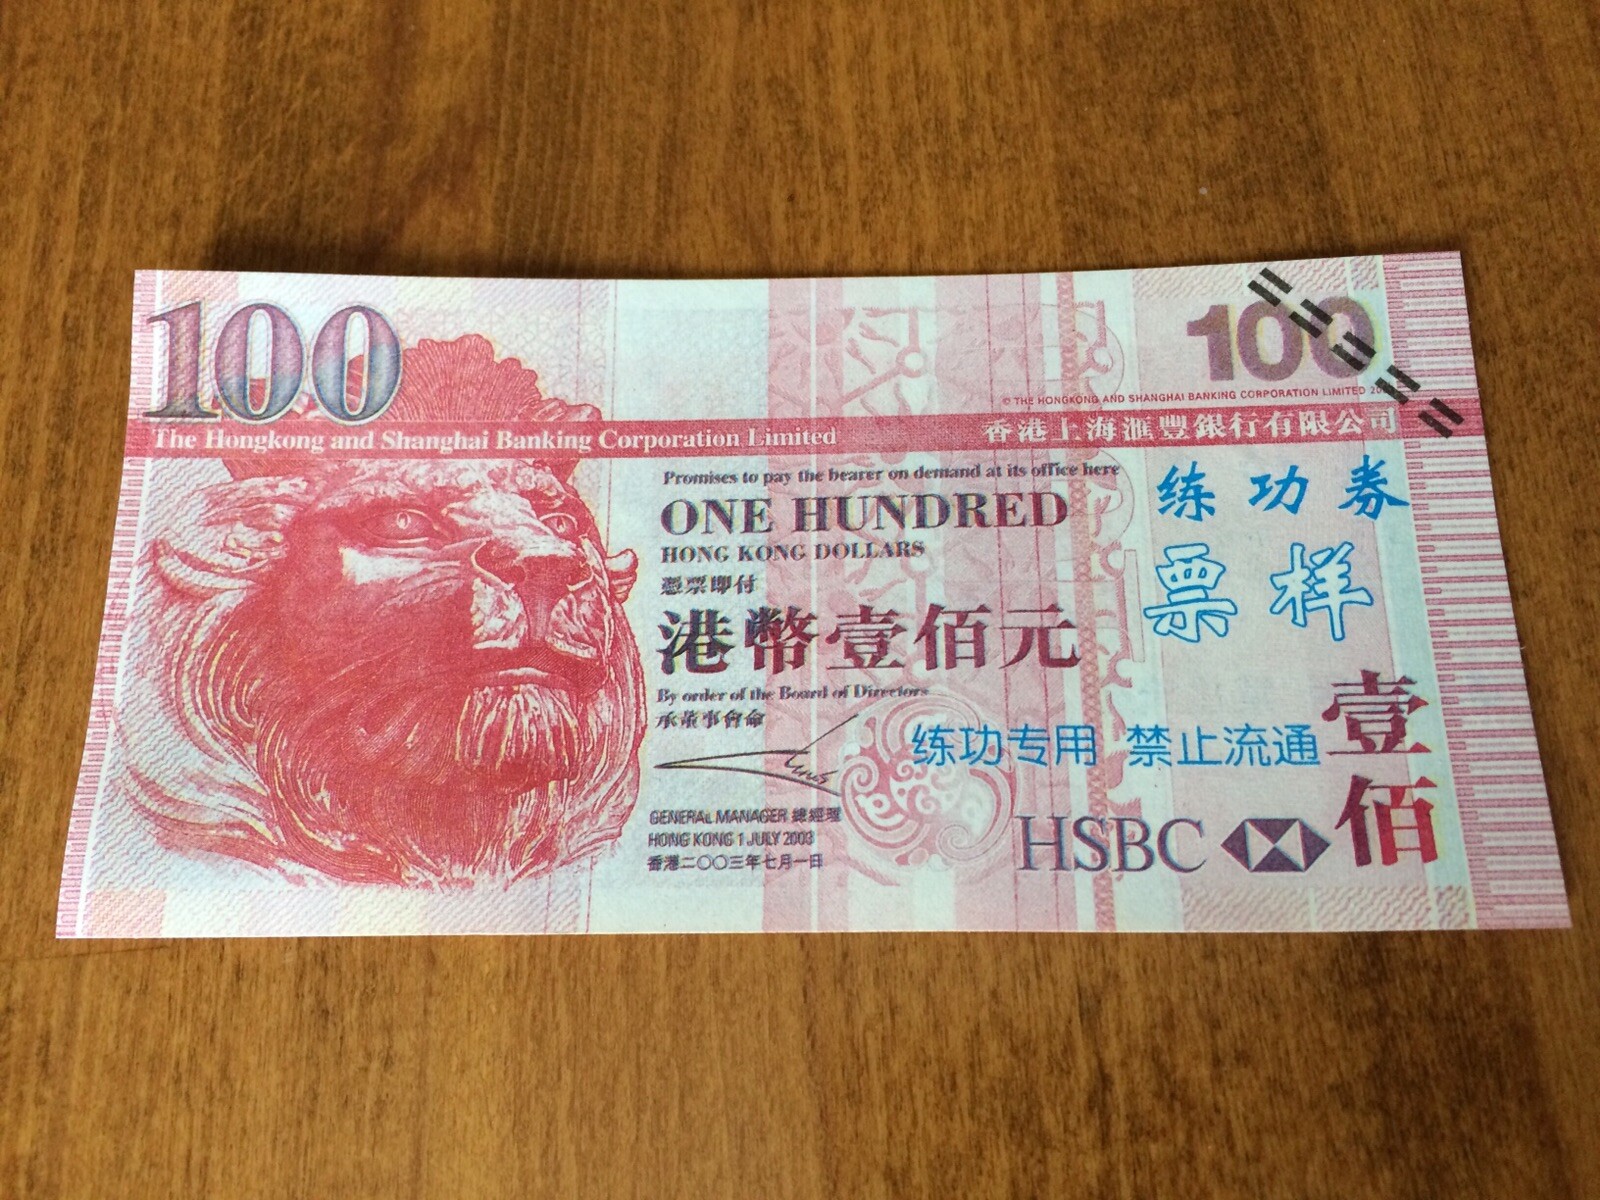 100
100
© THE HONGKONG AND SHANGHAI BANKING CORPORATION LIMITED
The Hongkong and Shanghai Banking Corporation Limited
香港上海滙豐銀行有限公司
Promises to pay the bearer on demand at its office here
ONE HUNDRED
HONG KONG DOLLARS
憑票即付
港幣壹佰元
By order of the Board of Directors
承董事會命
GENERAL MANAGER 總經理
HONG KONG 1 JULY 2003
香港二〇〇三年七月一日
练功券
票样
练功专用 禁止流通
壹佰
HSBC